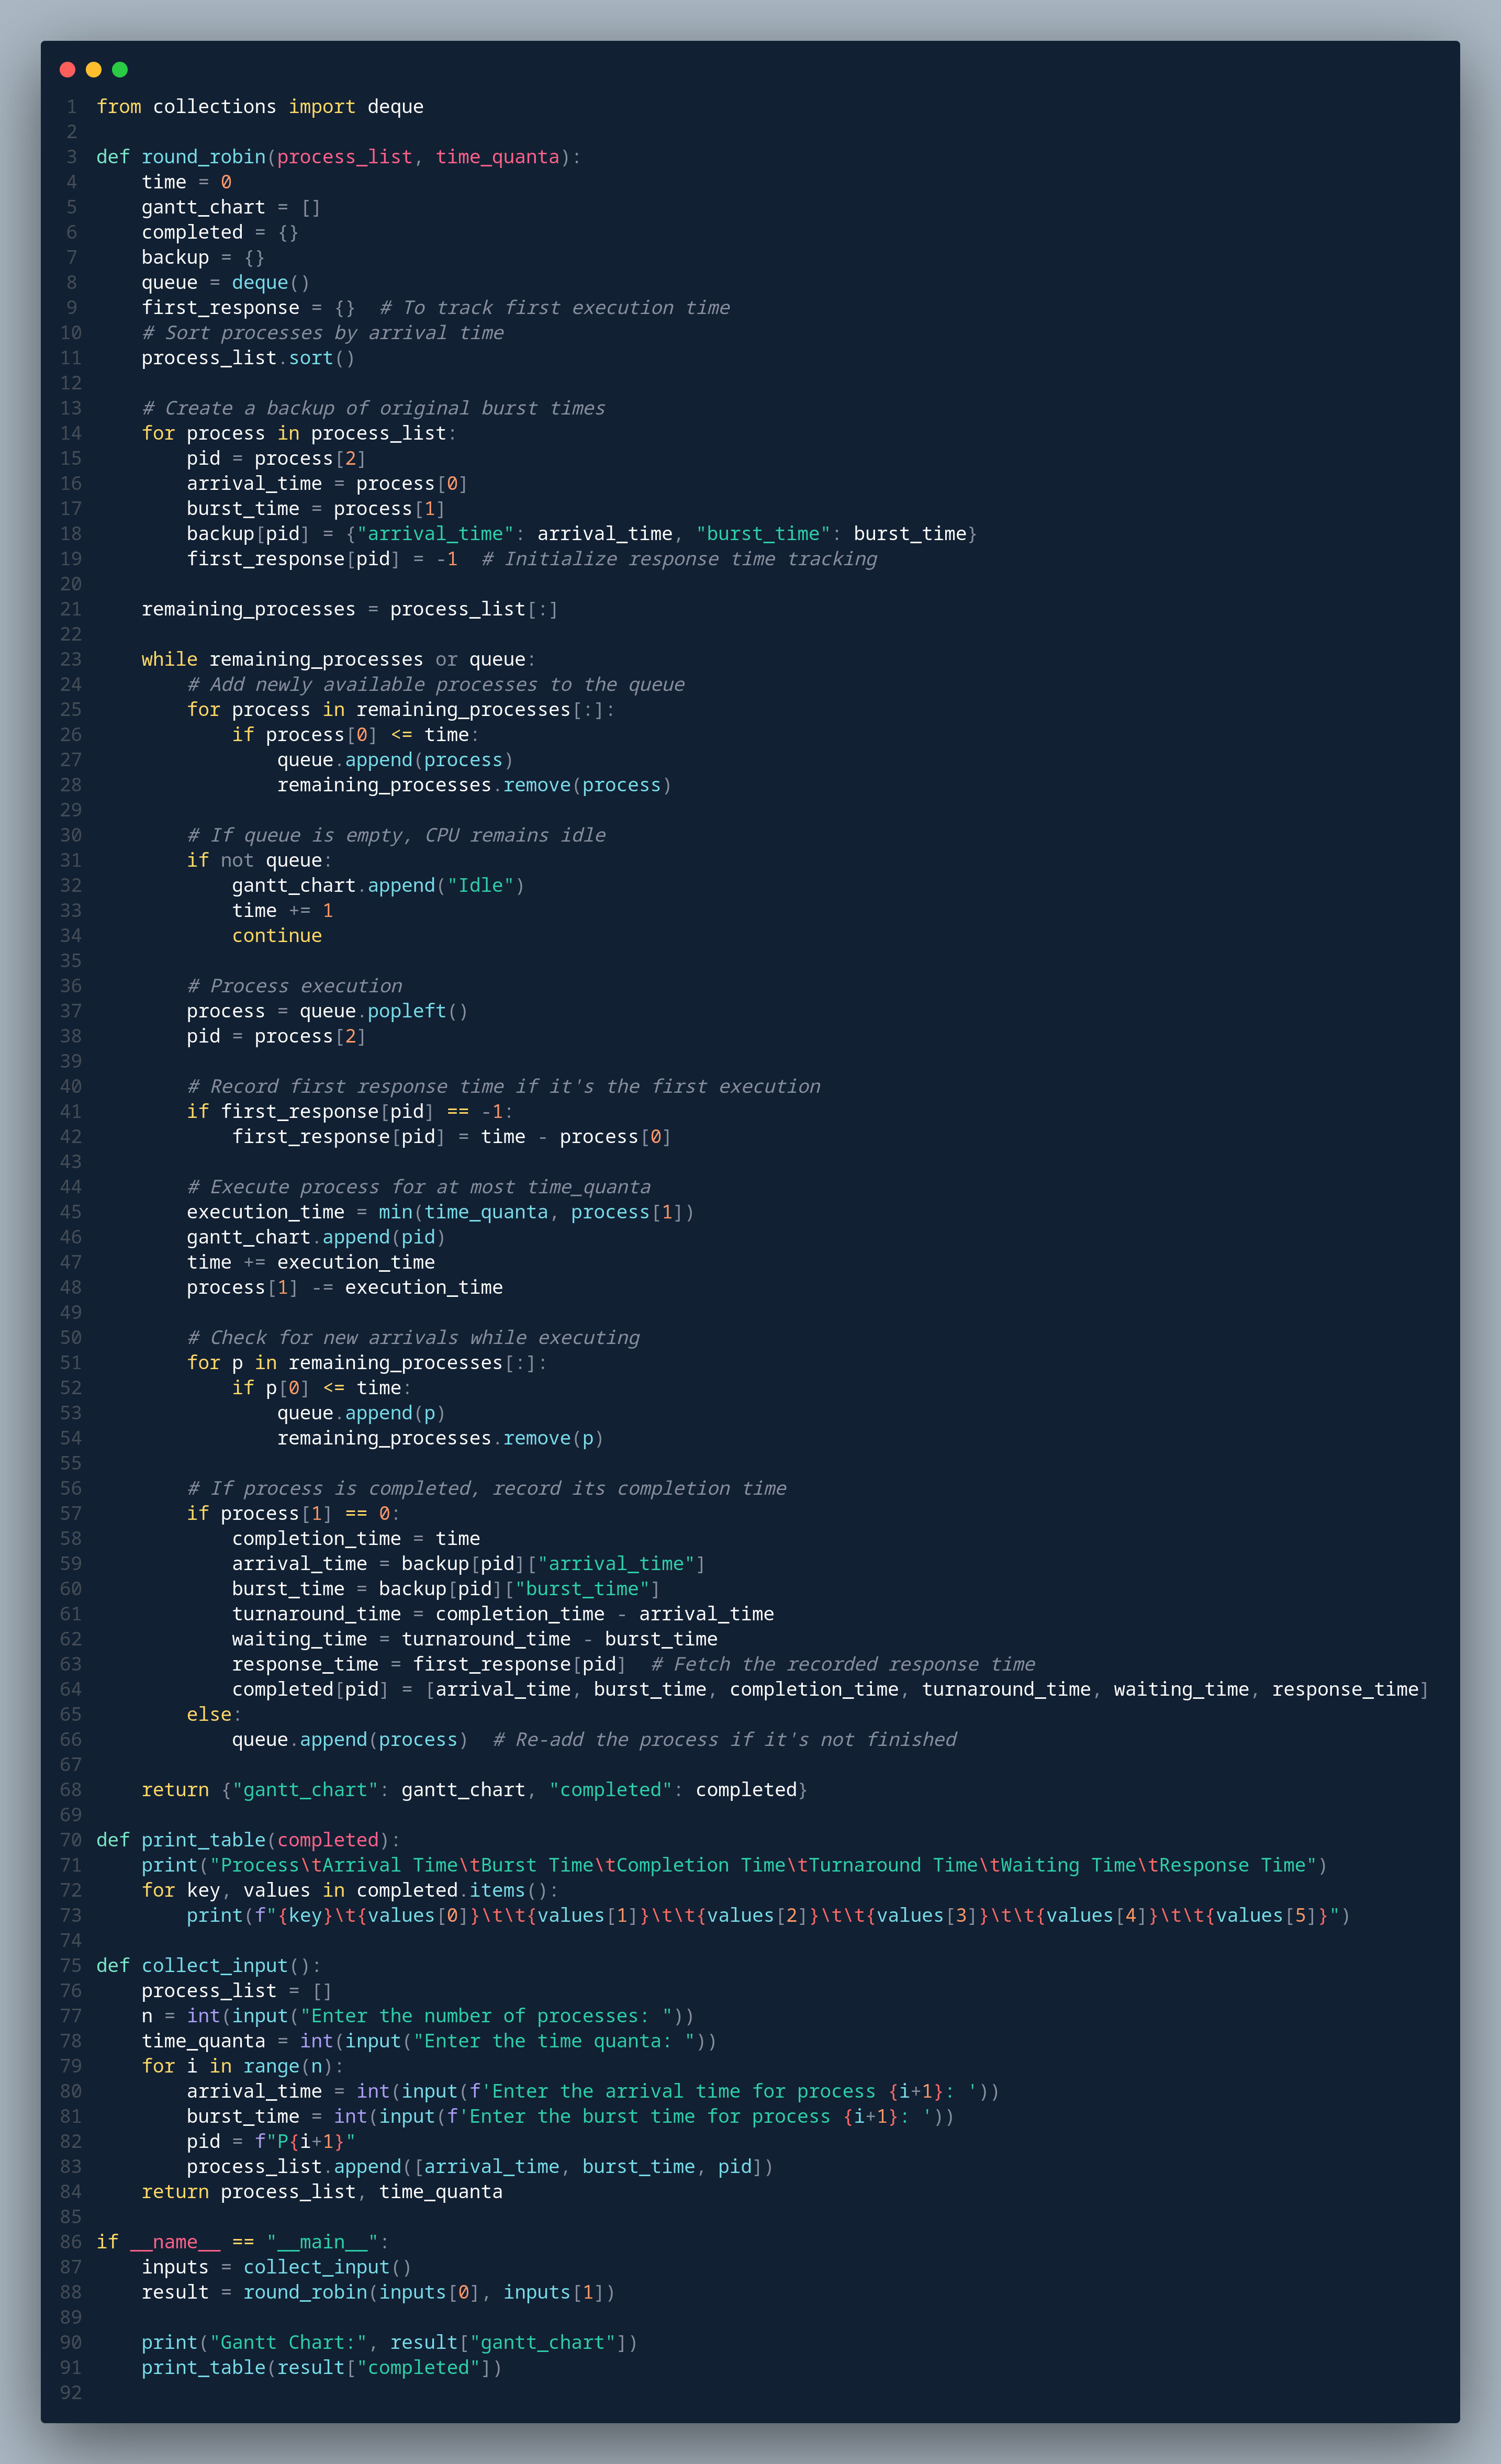 1 from collections import deque
2
3 def round_robin(process_list, time_quanta):
4     time = 0
5     gantt_chart = []
6     completed = {}
7     backup = {}
8     queue = deque()
9     first_response = {}  # To track first execution time
10     # Sort processes by arrival time
11     process_list.sort()
12
13     # Create a backup of original burst times
14     for process in process_list:
15         pid = process[2]
16         arrival_time = process[0]
17         burst_time = process[1]
18         backup[pid] = {"arrival_time": arrival_time, "burst_time": burst_time}
19         first_response[pid] = -1  # Initialize response time tracking
20
21     remaining_processes = process_list[:]
22
23     while remaining_processes or queue:
24         # Add newly available processes to the queue
25         for process in remaining_processes[:]:
26             if process[0] <= time:
27                 queue.append(process)
28                 remaining_processes.remove(process)
29
30         # If queue is empty, CPU remains idle
31         if not queue:
32             gantt_chart.append("Idle")
33             time += 1
34             continue
35
36         # Process execution
37         process = queue.popleft()
38         pid = process[2]
39
40         # Record first response time if it's the first execution
41         if first_response[pid] == -1:
42             first_response[pid] = time - process[0]
43
44         # Execute process for at most time_quanta
45         execution_time = min(time_quanta, process[1])
46         gantt_chart.append(pid)
47         time += execution_time
48         process[1] -= execution_time
49
50         # Check for new arrivals while executing
51         for p in remaining_processes[:]:
52             if p[0] <= time:
53                 queue.append(p)
54                 remaining_processes.remove(p)
55
56         # If process is completed, record its completion time
57         if process[1] == 0:
58             completion_time = time
59             arrival_time = backup[pid]["arrival_time"]
60             burst_time = backup[pid]["burst_time"]
61             turnaround_time = completion_time - arrival_time
62             waiting_time = turnaround_time - burst_time
63             response_time = first_response[pid]  # Fetch the recorded response time
64             completed[pid] = [arrival_time, burst_time, completion_time, turnaround_time, waiting_time, response_time]
65         else:
66             queue.append(process)  # Re-add the process if it's not finished
67
68     return {"gantt_chart": gantt_chart, "completed": completed}
69
70 def print_table(completed):
71     print("Process\tArrival Time\tBurst Time\tCompletion Time\tTurnaround Time\tWaiting Time\tResponse Time")
72     for key, values in completed.items():
73         print(f"{key}\t{values[0]}\t\t{values[1]}\t\t{values[2]}\t\t{values[3]}\t\t{values[4]}\t\t{values[5]}")
74
75 def collect_input():
76     process_list = []
77     n = int(input("Enter the number of processes: "))
78     time_quanta = int(input("Enter the time quanta: "))
79     for i in range(n):
80         arrival_time = int(input(f'Enter the arrival time for process {i+1}: '))
81         burst_time = int(input(f'Enter the burst time for process {i+1}: '))
82         pid = f"P{i+1}"
83         process_list.append([arrival_time, burst_time, pid])
84     return process_list, time_quanta
85
86 if __name__ == "__main__":
87     inputs = collect_input()
88     result = round_robin(inputs[0], inputs[1])
89
90     print("Gantt Chart:", result["gantt_chart"])
91     print_table(result["completed"])
92